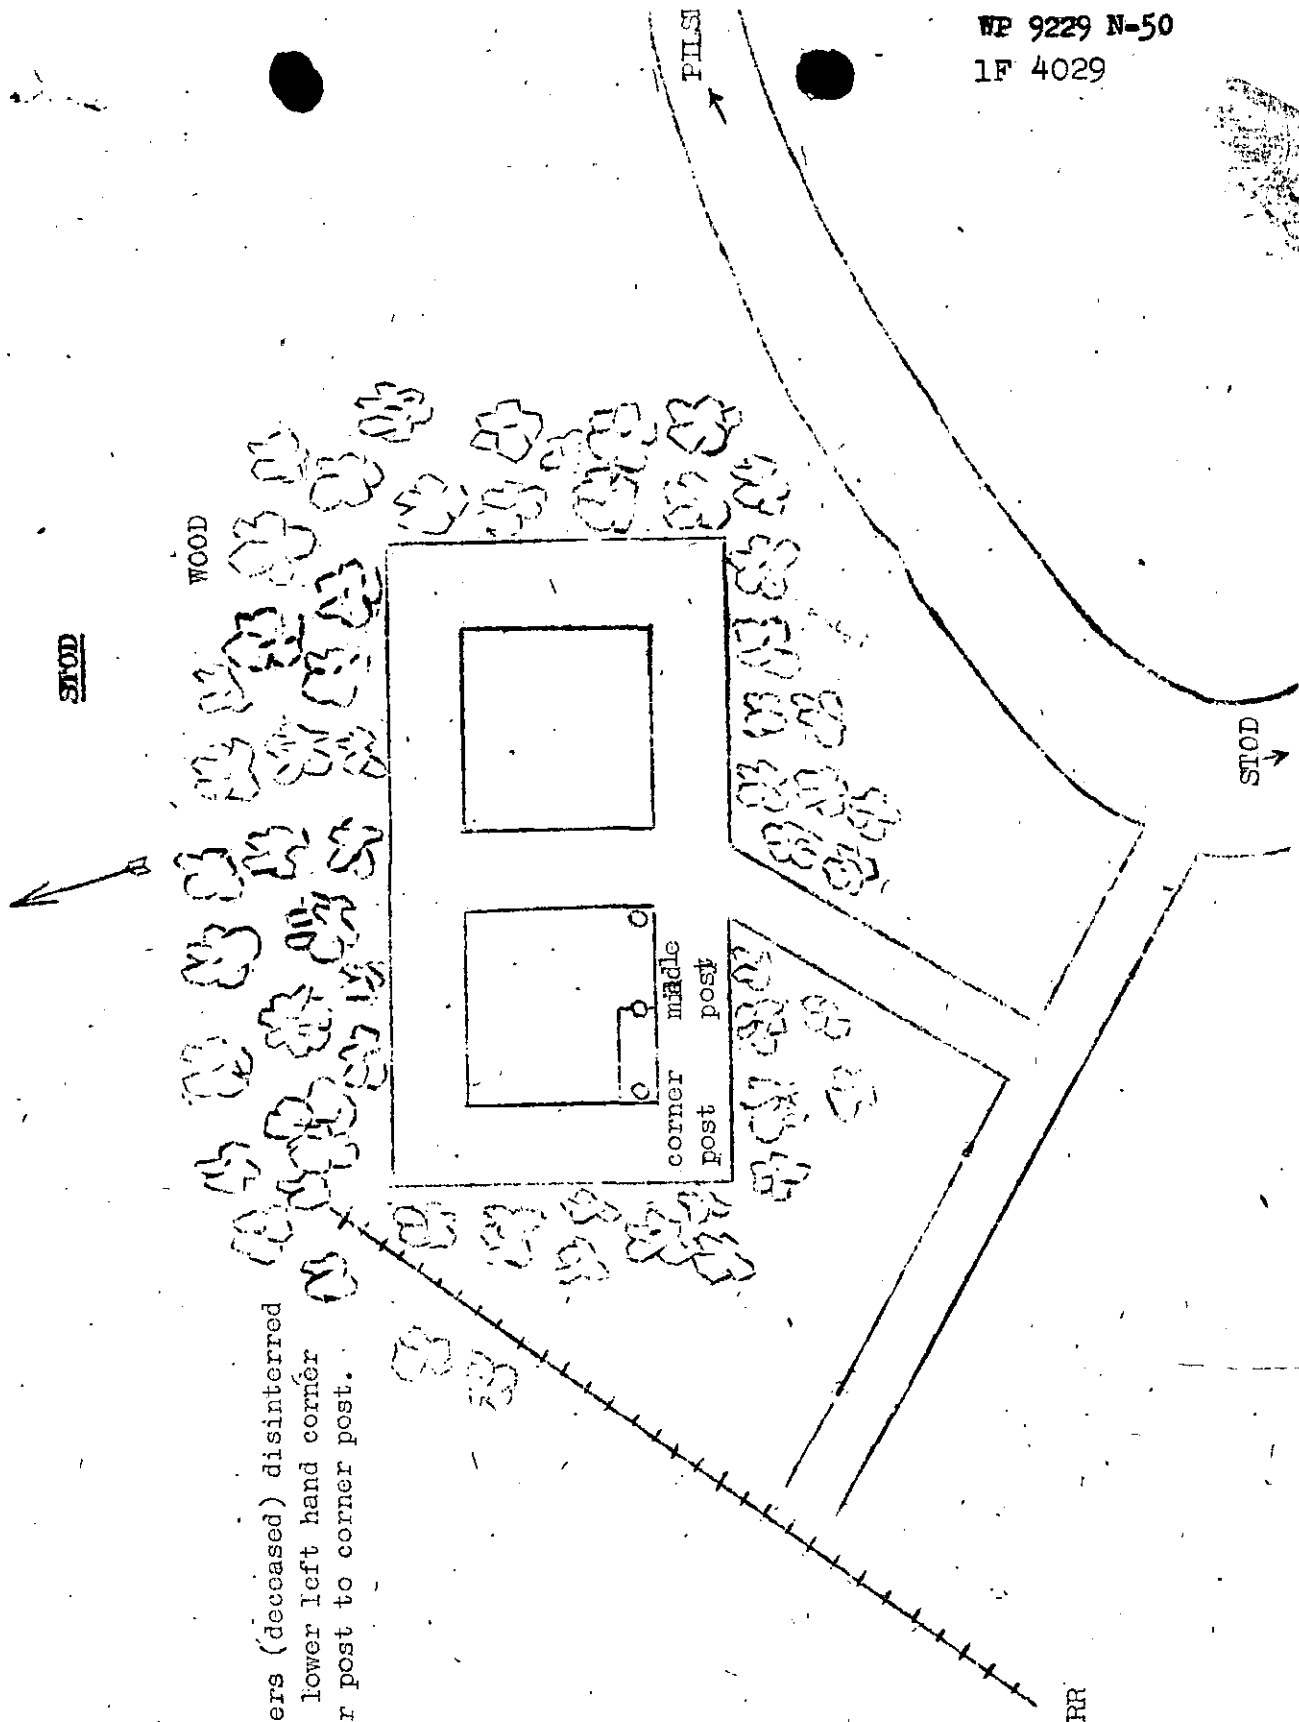 WP 9229 N-50
1F 4029
STOD
WOOD
PILS
ers (deceased) disinterred
lower left hand corner
r post to corner post.
corner middle
post post
STOD
RR